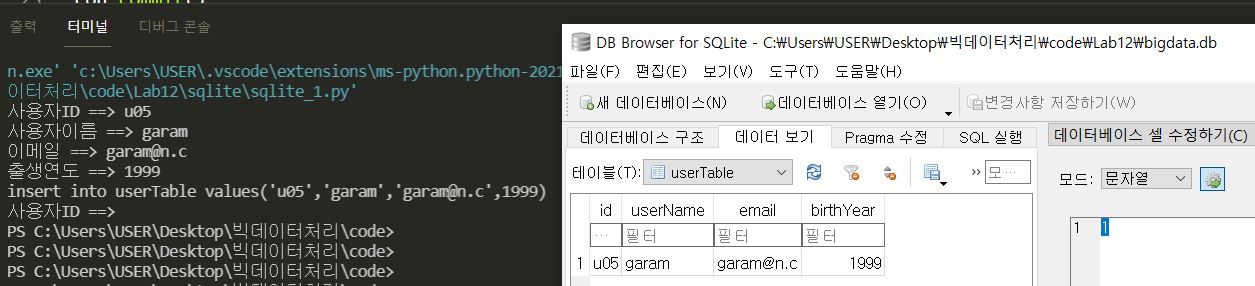 출력 터미널 디버그 콘솔
n.exe' 'c:\Users\USER\.vscode\extensions\ms-python.python-2021
이터처리\code\Lab12\sqlite\sqlite_1.py'
사용자ID ==> u05
사용자이름 ==> garam
이메일 ==> garam@n.c
출생연도 ==> 1999
insert into userTable values('u05','garam','garam@n.c',1999)
사용자ID ==>
PS C:\Users\USER\Desktop\빅데이터처리\code>
PS C:\Users\USER\Desktop\빅데이터처리\code>
PS C:\Users\USER\Desktop\빅데이터처리\code>
DB Browser for SQLite - C:₩Users₩USER₩Desktop₩빅데이터처리₩code₩Lab12₩bigdata.db
파일(F) 편집(E) 보기(V) 도구(T) 도움말(H)
새 데이터베이스(N) 데이터베이스 열기(O) 변경사항 저장하기(W)
데이터베이스 구조 데이터 보기 Pragma 수정 SQL 실행
테이블(T): userTable » 모…
id userName email birthYear
… 필터 필터 필터
1 u05 garam garam@n.c 1999
데이터베이스 셀 수정하기(C)
모드: 문자열
1 1